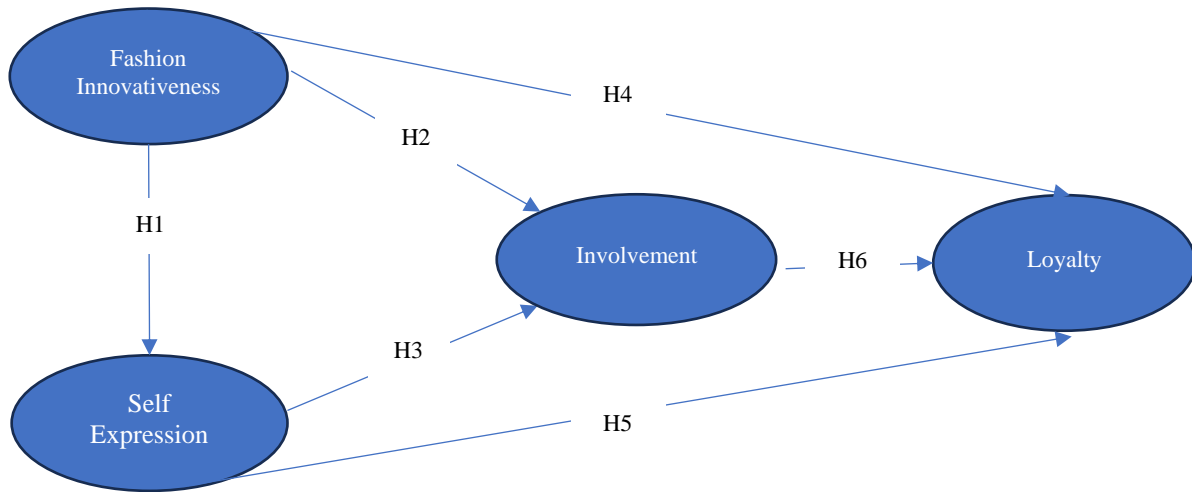 Fashion
Innovativeness
H4
H2
H1
Involvement
H6
Loyalty
H3
Self
Expression
H5